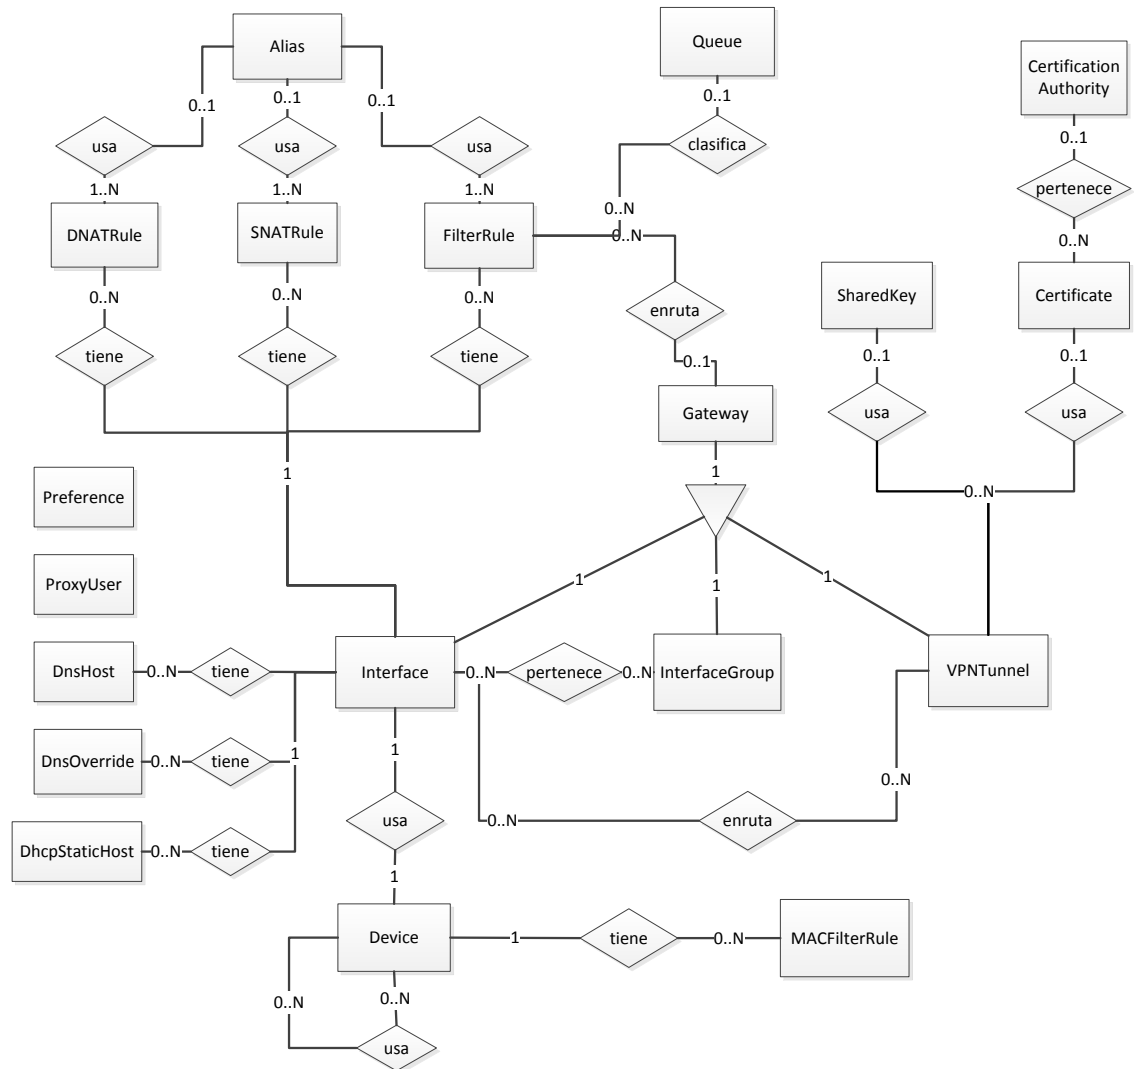 Alias
Queue
Certification
Authority
0..1
0..1
0..1
0..1
0..1
usa
usa
usa
clasifica
pertenece
1..N
1..N
1..N
0..N
0..N
0..N
DNATRule
SNATRule
FilterRule
SharedKey
Certificate
0..N
0..N
0..N
enruta
0..1
0..1
tiene
tiene
tiene
0..1
Gateway
usa
usa
1
1
0..N
Preference
ProxyUser
1
1
1
DnsHost
0..N
tiene
Interface
0..N
pertenece
0..N
InterfaceGroup
VPNTunnel
DnsOverride
0..N
tiene
1
1
0..N
DhcpStaticHost
0..N
tiene
usa
0..N
enruta
1
Device
1
tiene
0..N
MACFilterRule
0..N
0..N
usa